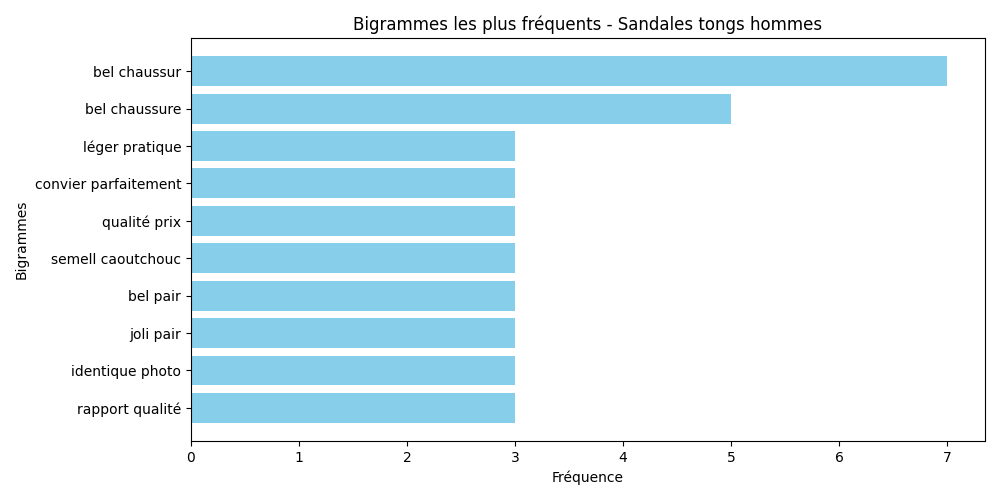 Bigrammes les plus fréquents - Sandales tongs hommes
bel chaussur
bel chaussure
léger pratique
convier parfaitement
qualité prix
semell caoutchouc
bel pair
joli pair
identique photo
rapport qualité
Bigrammes
0 1 2 3 4 5 6 7
Fréquence